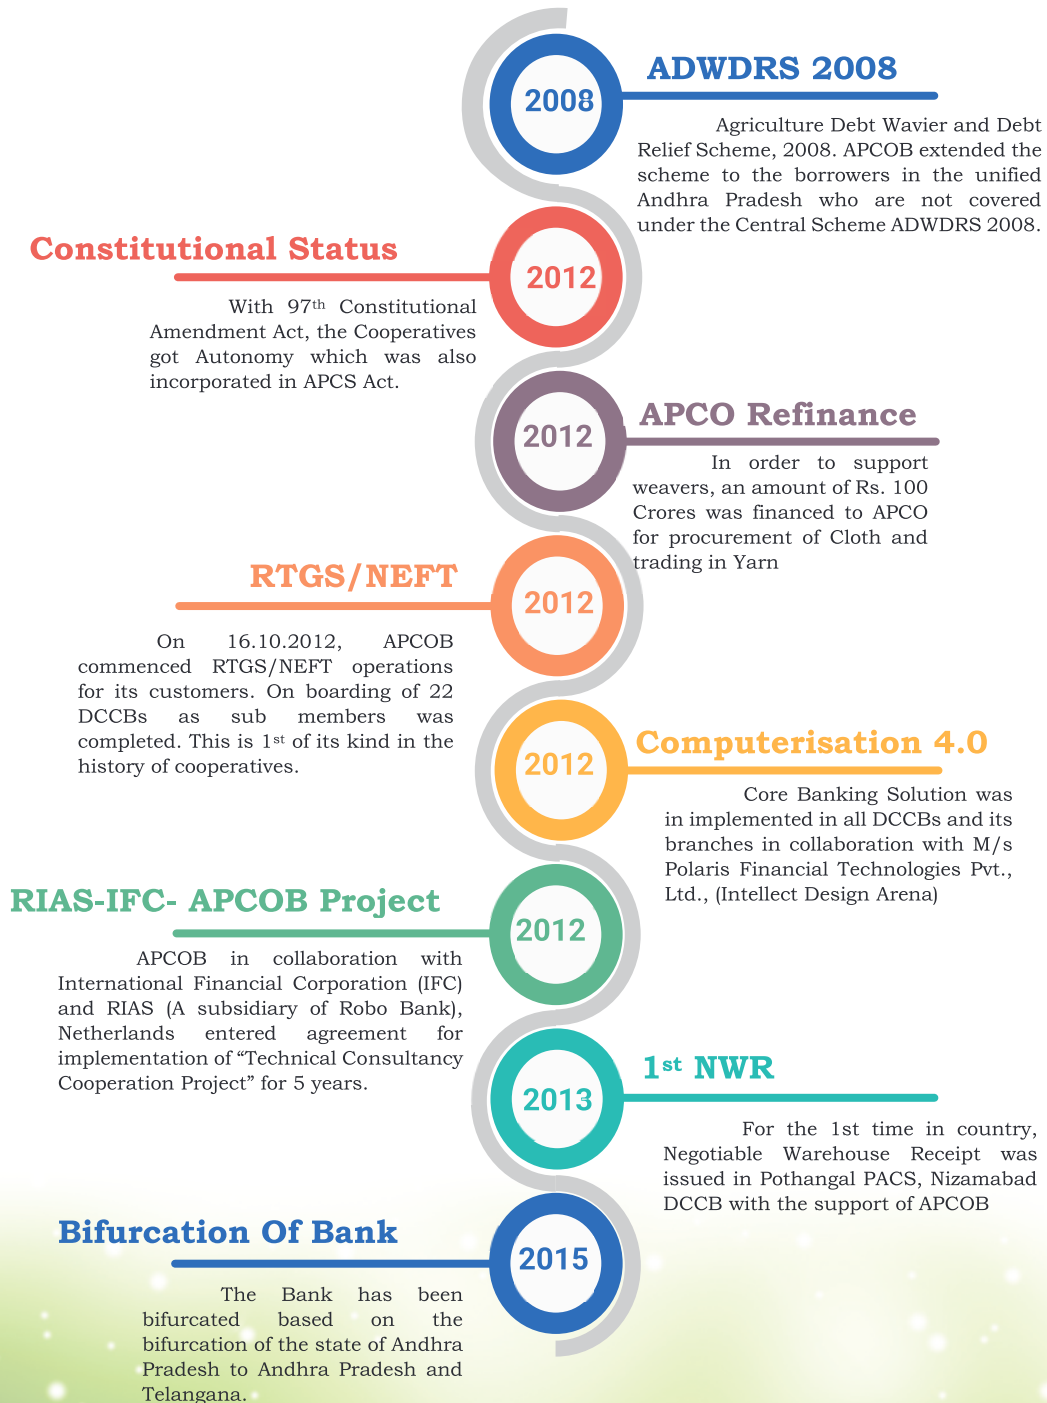 2008
ADWDRS 2008
Agriculture Debt Wavier and Debt
Relief Scheme, 2008. APCOB extended the
scheme to the borrowers in the unified
Andhra Pradesh who are not covered
under the Central Scheme ADWDRS 2008.
Constitutional Status
2012
With 97th Constitutional
Amendment Act, the Cooperatives
got Autonomy which was also
incorporated in APCS Act.
2012
APCO Refinance
In order to support
weavers, an amount of Rs. 100
Crores was financed to APCO
for procurement of Cloth and
trading in Yarn
RTGS/NEFT
2012
On 16.10.2012, APCOB
commenced RTGS/NEFT operations
for its customers. On boarding of 22
DCCBs as sub members was
completed. This is 1st of its kind in the
history of cooperatives.
2012
Computerisation 4.0
Core Banking Solution was
in implemented in all DCCBs and its
branches in collaboration with M/s
Polaris Financial Technologies Pvt.,
Ltd., (Intellect Design Arena)
RIAS-IFC- APCOB Project
2012
APCOB in collaboration with
International Financial Corporation (IFC)
and RIAS (A subsidiary of Robo Bank),
Netherlands entered agreement for
implementation of “Technical Consultancy
Cooperation Project” for 5 years.
2013
1st NWR
For the 1st time in country,
Negotiable Warehouse Receipt was
issued in Pothangal PACS, Nizamabad
DCCB with the support of APCOB
Bifurcation Of Bank
2015
The Bank has been
bifurcated based on the
bifurcation of the state of Andhra
Pradesh to Andhra Pradesh and
Telangana.